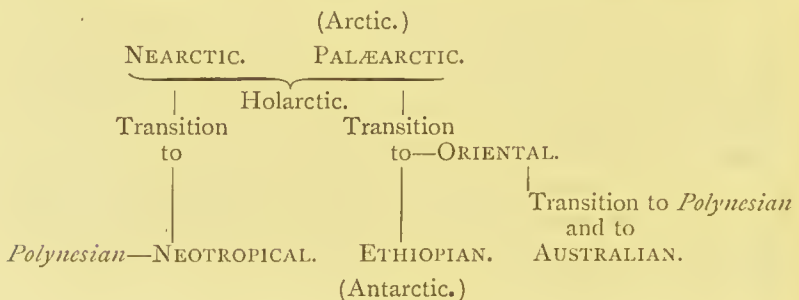 (Arctic.)
NEARCTIC. PALÆARCTIC.
Holarctic.
Transition Transition
to to—ORIENTAL.
Transition to Polynesian
and to
Polynesian—NEOTROPICAL. ETHIOPIAN. AUSTRALIAN.
(Antarctic.)